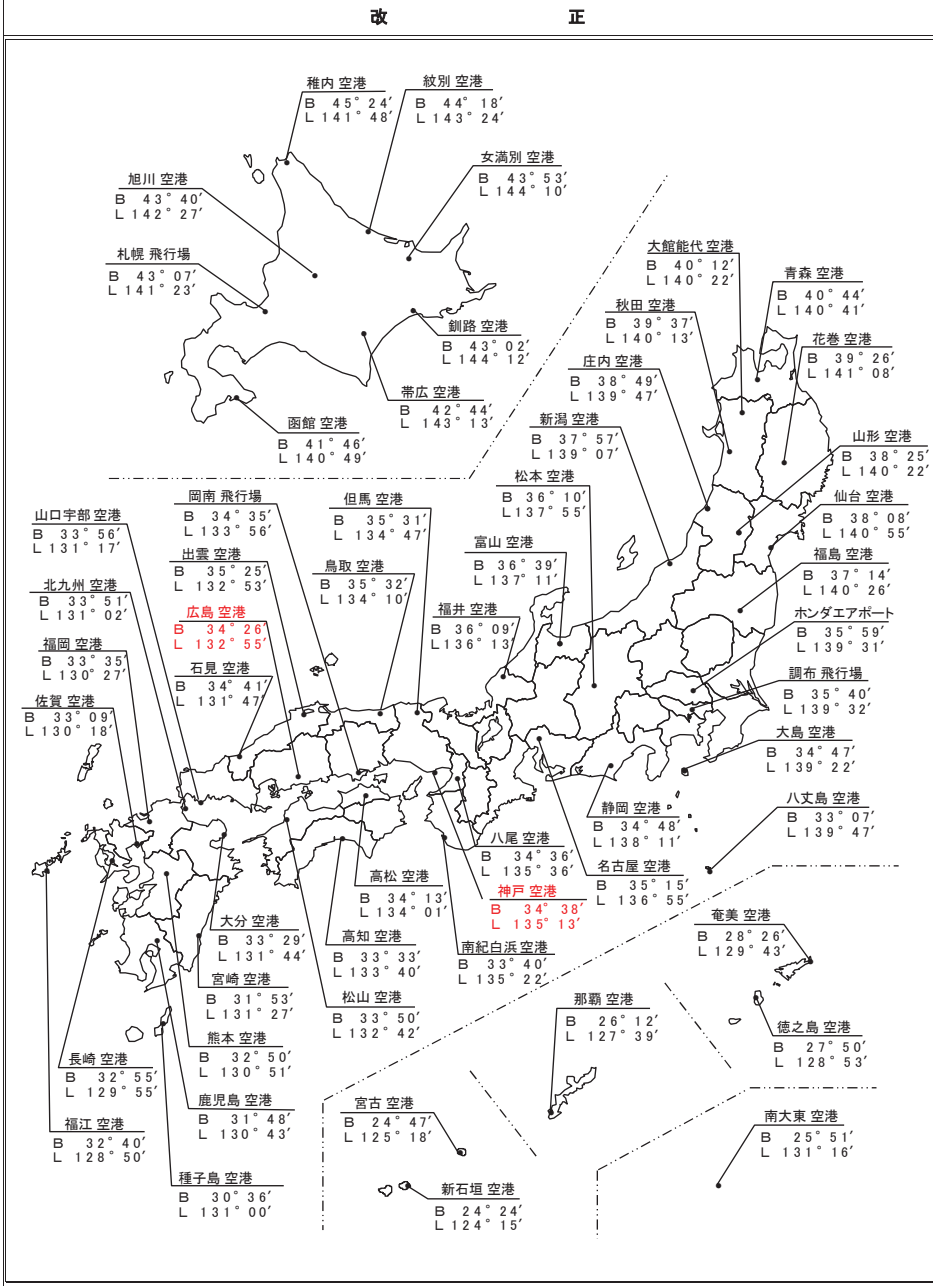 改 正
稚内 空港
B 45° 24′
L 141° 48′
紋別 空港
B 44° 18′
L 143° 24′
女満別 空港
B 43° 53′
L 144° 10′
旭川 空港
B 43° 40′
L 142° 27′
札幌 飛行場
B 43° 07′
L 141° 23′
釧路 空港
B 43° 02′
L 144° 12′
帯広 空港
B 42° 44′
L 143° 13′
函館 空港
B 41° 46′
L 140° 49′
大館能代 空港
B 40° 12′
L 140° 22′
青森 空港
B 40° 44′
L 140° 41′
秋田 空港
B 39° 37′
L 140° 13′
花巻 空港
B 39° 26′
L 141° 08′
庄内 空港
B 38° 49′
L 139° 47′
新潟 空港
B 37° 57′
L 139° 07′
山形 空港
B 38° 25′
L 140° 22′
松本 空港
B 36° 10′
L 137° 55′
仙台 空港
B 38° 08′
L 140° 55′
富山 空港
B 36° 39′
L 137° 11′
福島 空港
B 37° 14′
L 140° 26′
福井 空港
B 36° 09′
L 136° 13′
ホンダエアポート
B 35° 59′
L 139° 31′
調布 飛行場
B 35° 40′
L 139° 32′
大島 空港
B 34° 47′
L 139° 22′
八丈島 空港
B 33° 07′
L 139° 47′
岡南 飛行場
B 34° 35′
L 133° 56′
但馬 空港
B 35° 31′
L 134° 47′
山口宇部 空港
B 33° 56′
L 131° 17′
出雲 空港
B 35° 25′
L 132° 53′
鳥取 空港
B 35° 32′
L 134° 10′
北九州 空港
B 33° 51′
L 131° 02′
広島 空港
B 34° 26′
L 132° 55′
福岡 空港
B 33° 35′
L 130° 27′
石見 空港
B 34° 41′
L 131° 47′
佐賀 空港
B 33° 09′
L 130° 18′
静岡 空港
B 34° 48′
L 138° 11′
八尾 空港
B 34° 36′
L 135° 36′
名古屋 空港
B 35° 15′
L 136° 55′
高松 空港
B 34° 13′
L 134° 01′
神戸 空港
B 34° 38′
L 135° 13′
大分 空港
B 33° 29′
L 131° 44′
高知 空港
B 33° 33′
L 133° 40′
南紀白浜 空港
B 33° 40′
L 135° 22′
宮崎 空港
B 31° 53′
L 131° 27′
松山 空港
B 33° 50′
L 132° 42′
熊本 空港
B 32° 50′
L 130° 51′
長崎 空港
B 32° 55′
L 129° 55′
鹿児島 空港
B 31° 48′
L 130° 43′
福江 空港
B 32° 40′
L 128° 50′
種子島 空港
B 30° 36′
L 131° 00′
奄美 空港
B 28° 26′
L 129° 43′
那覇 空港
B 26° 12′
L 127° 39′
徳之島 空港
B 27° 50′
L 128° 53′
宮古 空港
B 24° 47′
L 125° 18′
南大東 空港
B 25° 51′
L 131° 16′
新石垣 空港
B 24° 24′
L 124° 15′